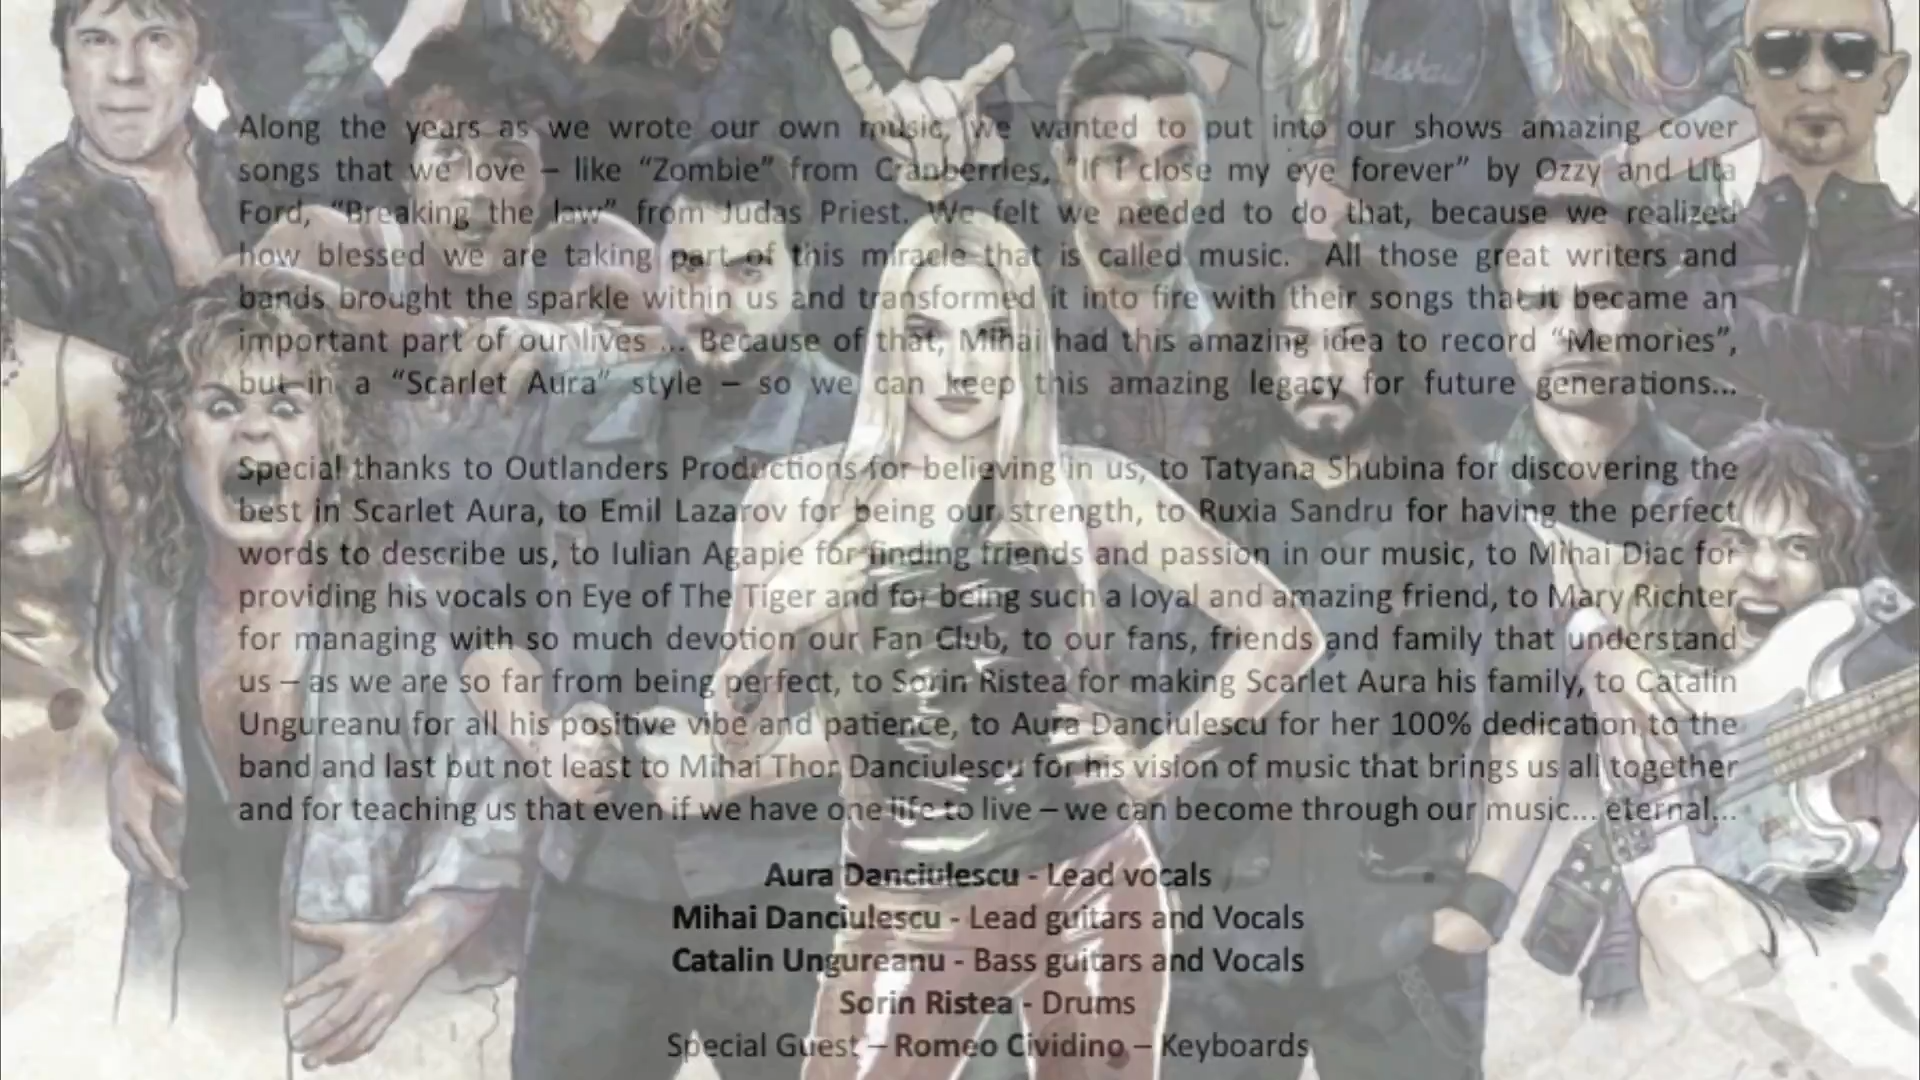 Along the years as we wrote our own music, we wanted to put into our shows amazing cover
songs that we love – like “Zombie” from Cranberries, “If I close my eye forever” by Ozzy and Lita
Ford, “Breaking the law” from Judas Priest. We felt we needed to do that, because we realized
how blessed we are taking part of this miracle that is called music. All those great writers and
bands brought the sparkle within us and transformed it into fire with their songs that it became an
important part of our lives ... Because of that, Mihai had this amazing idea to record “Memories”,
but in a “Scarlet Aura” style – so we can keep this amazing legacy for future generations...
Special thanks to Outlanders Productions for believing in us, to Tatyana Shubina for discovering the
best in Scarlet Aura, to Emil Lazarov for being our strength, to Ruxia Sandru for having the perfect
words to describe us, to Iulian Agapie for finding friends and passion in our music, to Mihai Diac for
providing his vocals on Eye of The Tiger and for being such a loyal and amazing friend, to Mary Richter
for managing with so much devotion our Fan Club, to our fans, friends and family that understand
us – as we are so far from being perfect, to Sorin Ristea for making Scarlet Aura his family, to Catalin
Ungureanu for all his positive vibe and patience, to Aura Danciulescu for her 100% dedication to the
band and last but not least to Mihai Thor Danciulescu for his vision of music that brings us all together
and for teaching us that even if we have one life to live – we can become through our music... eternal...
Aura Danciulescu - Lead vocals
Mihai Danciulescu - Lead guitars and Vocals
Catalin Ungureanu - Bass guitars and Vocals
Sorin Ristea - Drums
Special Guest – Romeo Cividino – Keyboards